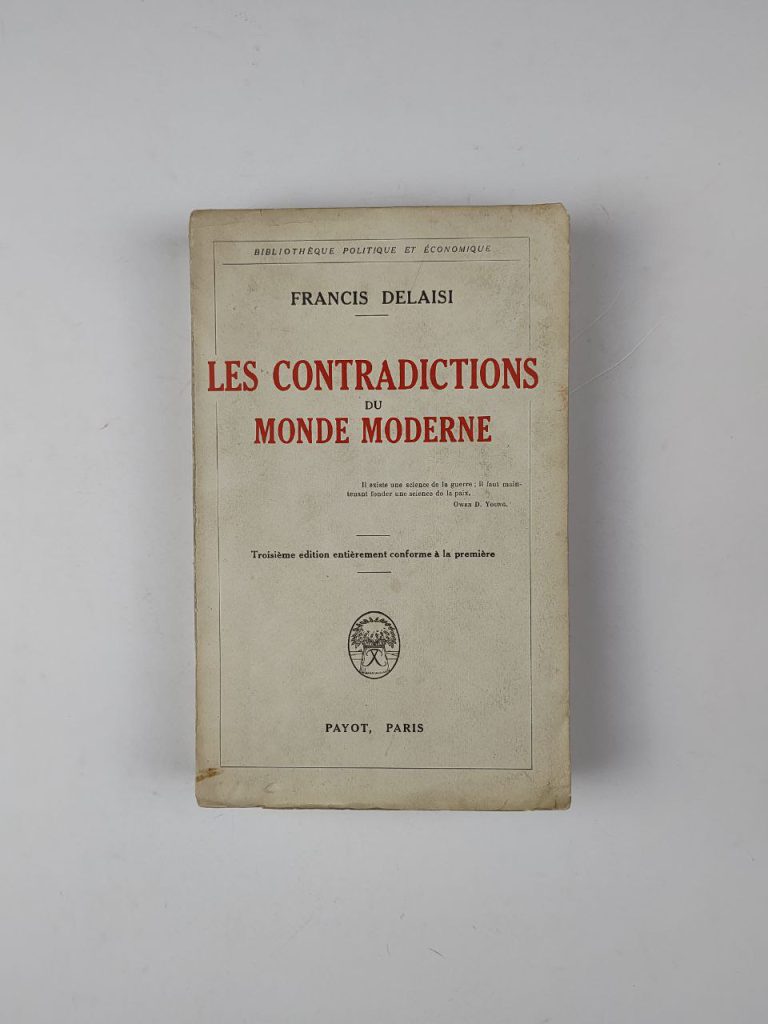 BIBLIOTHÈQUE POLITIQUE ET ÉCONOMIQUE
FRANCIS DELAISI
LES CONTRADICTIONS
DU
MONDE MODERNE
Il existe une science de la guerre ; il faut main-
tenant fonder une science de la paix.
OWEN D. YOUNG.
Troisième edition entièrement conforme à la première
PAYOT, PARIS